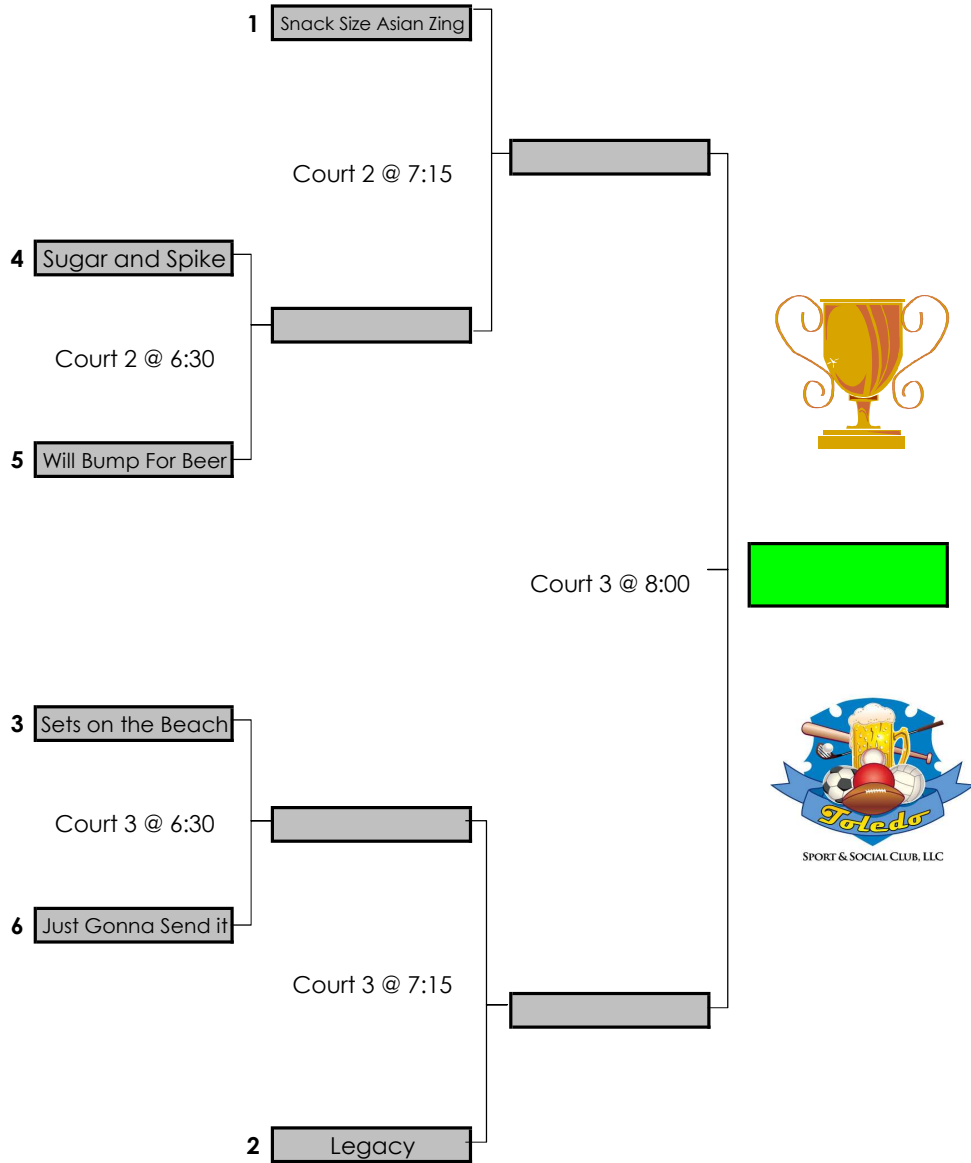 1 Snack Size Asian Zing
Court 2 @ 7:15
4 Sugar and Spike
Court 2 @ 6:30
5 Will Bump For Beer
Court 3 @ 8:00
3 Sets on the Beach
Court 3 @ 6:30
6 Just Gonna Send it
Court 3 @ 7:15
2 Legacy
Toledo
SPORT & SOCIAL CLUB, LLC